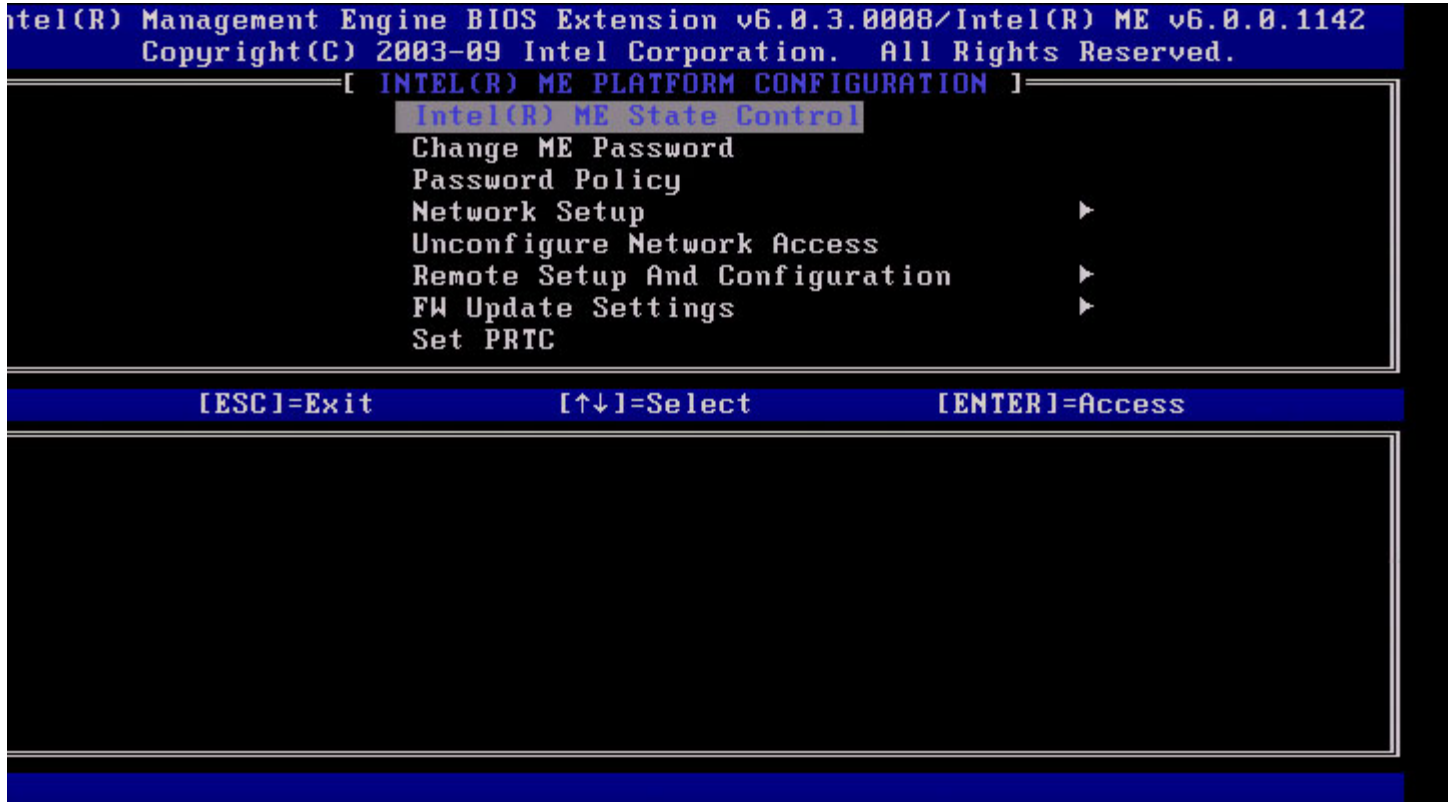 ntel(R) Management Engine BIOS Extension v6.0.3.0008/Intel(R) ME v6.0.0.1142
Copyright(C) 2003-09 Intel Corporation. All Rights Reserved.
[ INTEL(R) ME PLATFORM CONFIGURATION ]
Intel(R) ME State Control
Change ME Password
Password Policy
Network Setup ►
Unconfigure Network Access
Remote Setup And Configuration ►
FW Update Settings ►
Set PRTC
[ESC]=Exit [↑↓]=Select [ENTER]=Access